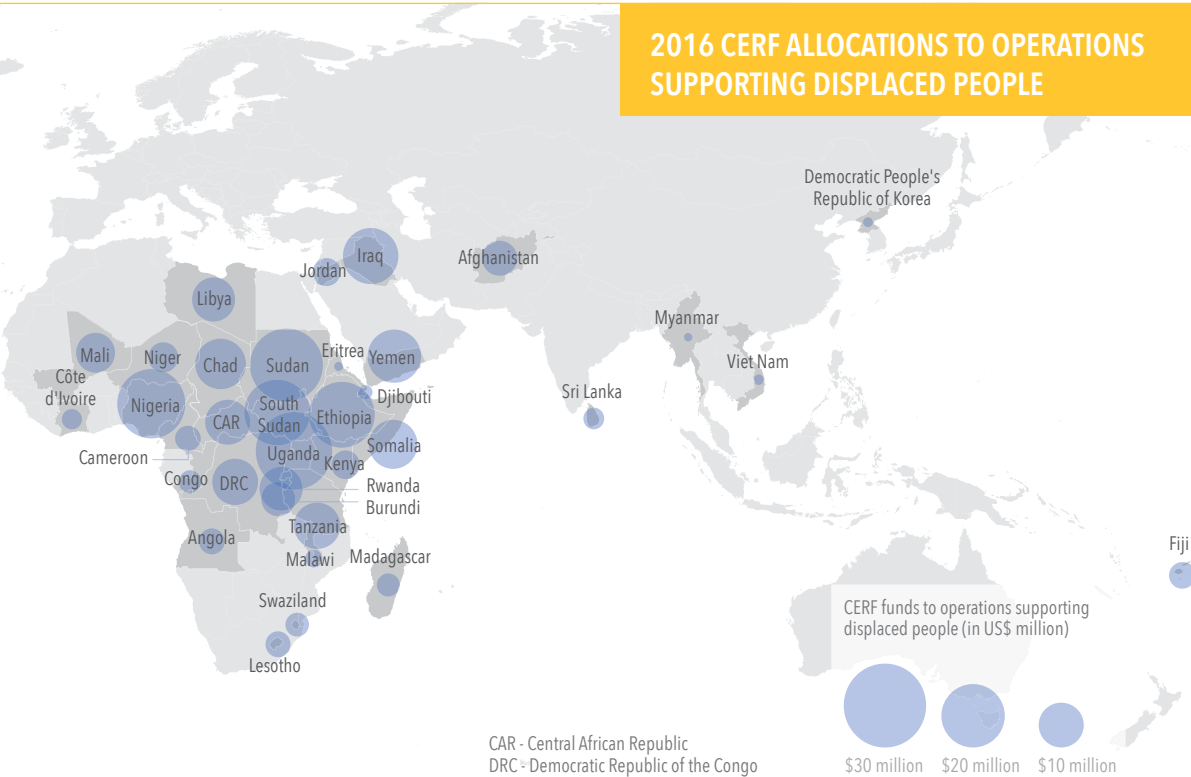 2016 CERF ALLOCATIONS TO OPERATIONS
SUPPORTING DISPLACED PEOPLE
Democratic People's
Republic of Korea
Iraq
Jordan
Afghanistan
Libya
Myanmar
Mali
Niger
Chad
Sudan
Eritrea
Yemen
Viet Nam
Côte
d'Ivoire
Nigeria
CAR
South
Sudan
Ethiopia
Djibouti
Sri Lanka
Cameroon
Uganda
Kenya
Somalia
Congo
DRC
Rwanda
Burundi
Angola
Tanzania
Malawi
Madagascar
Fiji
Swaziland
Lesotho
CERF funds to operations supporting
displaced people (in US$ million)
$30 million
$20 million
$10 million
CAR - Central African Republic
DRC - Democratic Republic of the Congo